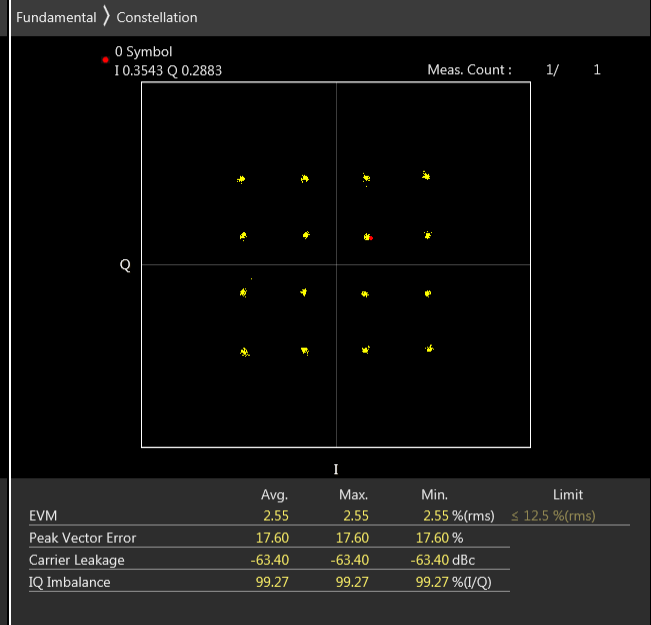 Fundamental 〉 Constellation
0 Symbol
I 0.3543 Q 0.2883
Meas. Count : 1/ 1
Q
I
Avg. Max. Min. Limit
EVM 2.55 2.55 2.55 %(rms) ≤ 12.5 %(rms)
Peak Vector Error 17.60 17.60 17.60 %
Carrier Leakage -63.40 -63.40 -63.40 dBc
IQ Imbalance 99.27 99.27 99.27 %(I/Q)